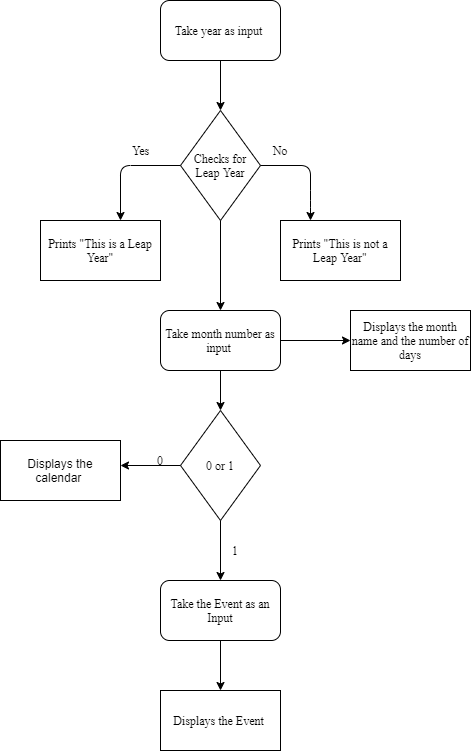 Take year as input
Yes
No
Checks for
Leap Year
Prints "This is a Leap
Year"
Prints "This is not a
Leap Year"
Take month number as
input
Displays the month
name and the number of
days
Displays the
calendar
0
0 or 1
1
Take the Event as an
Input
Displays the Event